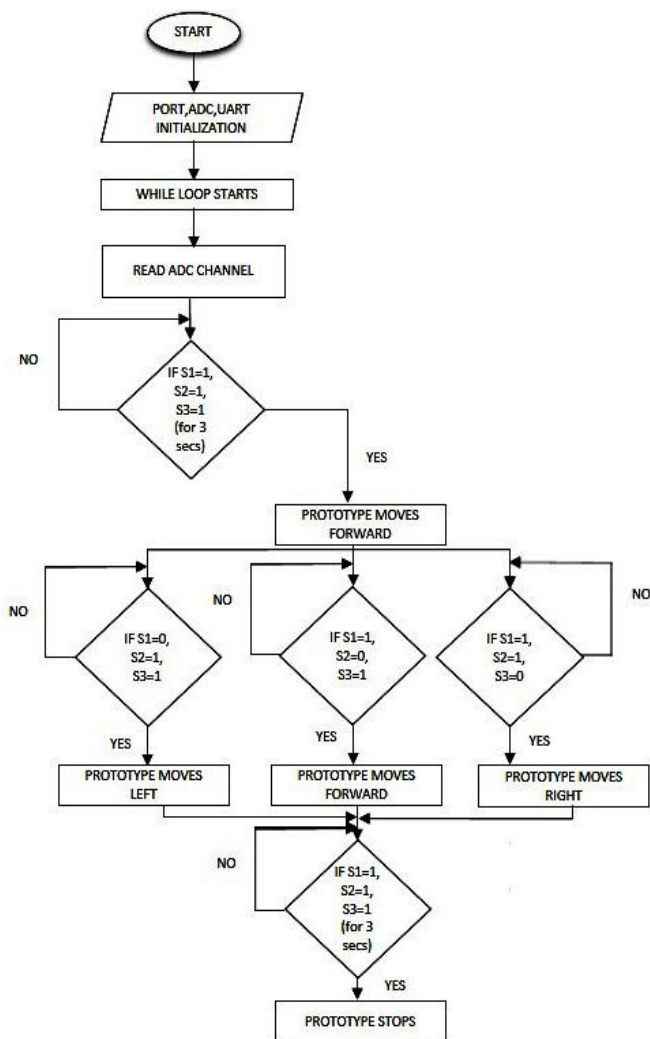 START
PORT,ADC,UART
INITIALIZATION
WHILE LOOP STARTS
READ ADC CHANNEL
NO
IF S1=1,
S2=1,
S3=1
(for 3
secs)
YES
PROTOTYPE MOVES
FORWARD
NO
IF S1=0,
S2=1,
S3=1
NO
IF S1=1,
S2=0,
S3=1
NO
IF S1=1,
S2=1,
S3=0
YES
PROTOTYPE MOVES
LEFT
YES
PROTOTYPE MOVES
FORWARD
YES
PROTOTYPE MOVES
RIGHT
NO
IF S1=1,
S2=1,
S3=1
(for 3
secs)
YES
PROTOTYPE STOPS